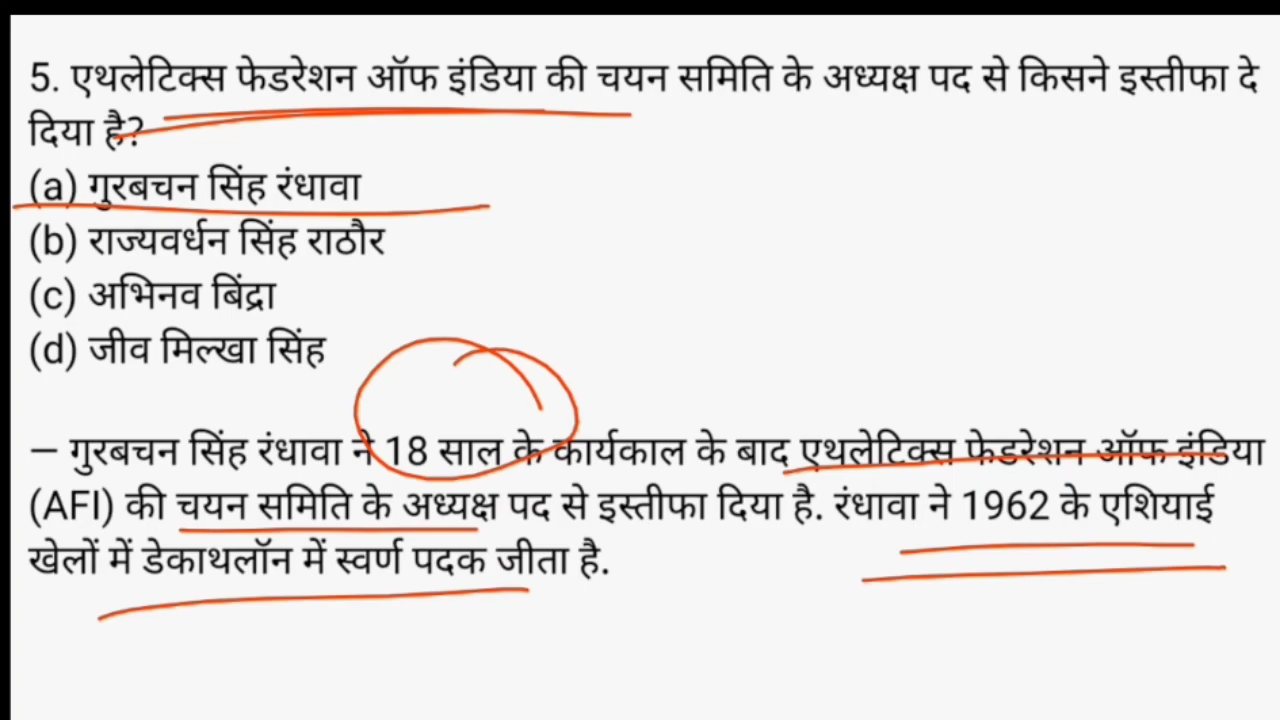 5. एथलेटिक्स फेडरेशन ऑफ इंडिया की चयन समिति के अध्यक्ष पद से किसने इस्तीफा दे
दिया है?
(a) गुरबचन सिंह रंधावा
(b) राज्यवर्धन सिंह राठौर
(c) अभिनव बिंद्रा
(d) जीव मिल्खा सिंह
– गुरबचन सिंह रंधावा ने 18 साल के कार्यकाल के बाद एथलेटिक्स फेडरेशन ऑफ इंडिया
(AFI) की चयन समिति के अध्यक्ष पद से इस्तीफा दिया है. रंधावा ने 1962 के एशियाई
खेलों में डेकाथलॉन में स्वर्ण पदक जीता है.